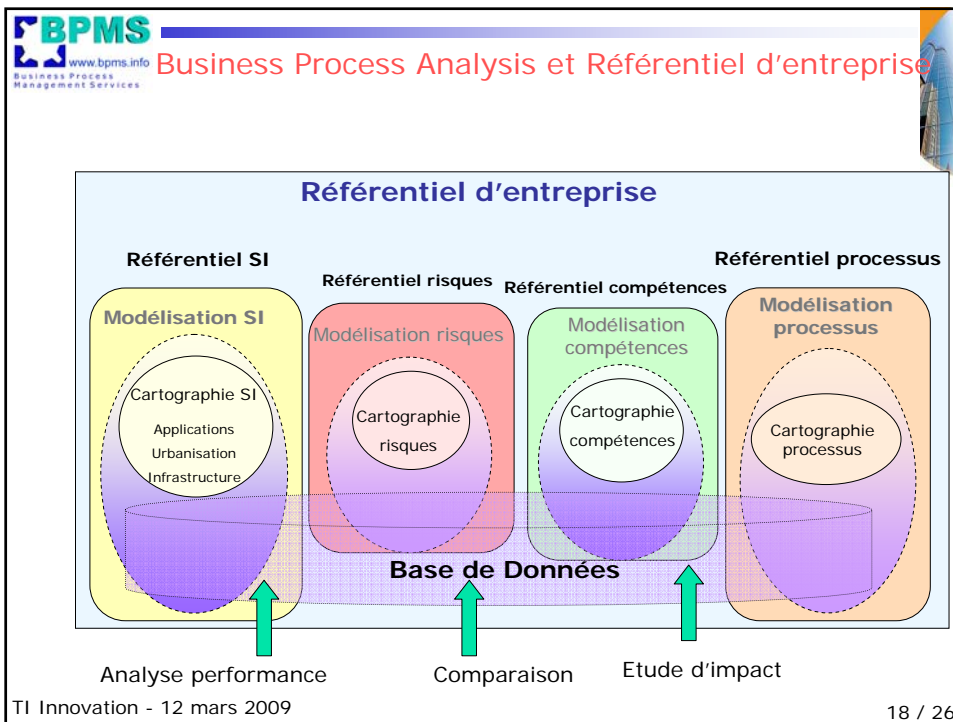 BPMS
www.bpms.info
Business Process
Management Services
Business Process Analysis et Référentiel d'entreprise
Référentiel d'entreprise
Référentiel SI
Référentiel risques
Référentiel compétences
Référentiel processus
Modélisation SI
Modélisation risques
Modélisation
compétences
Modélisation
processus
Cartographie SI
Applications
Urbanisation
Infrastructure
Cartographie
risques
Cartographie
compétences
Cartographie
processus
Base de Données
Analyse performance
Comparaison
Etude d'impact
TI Innovation - 12 mars 2009
18 / 26